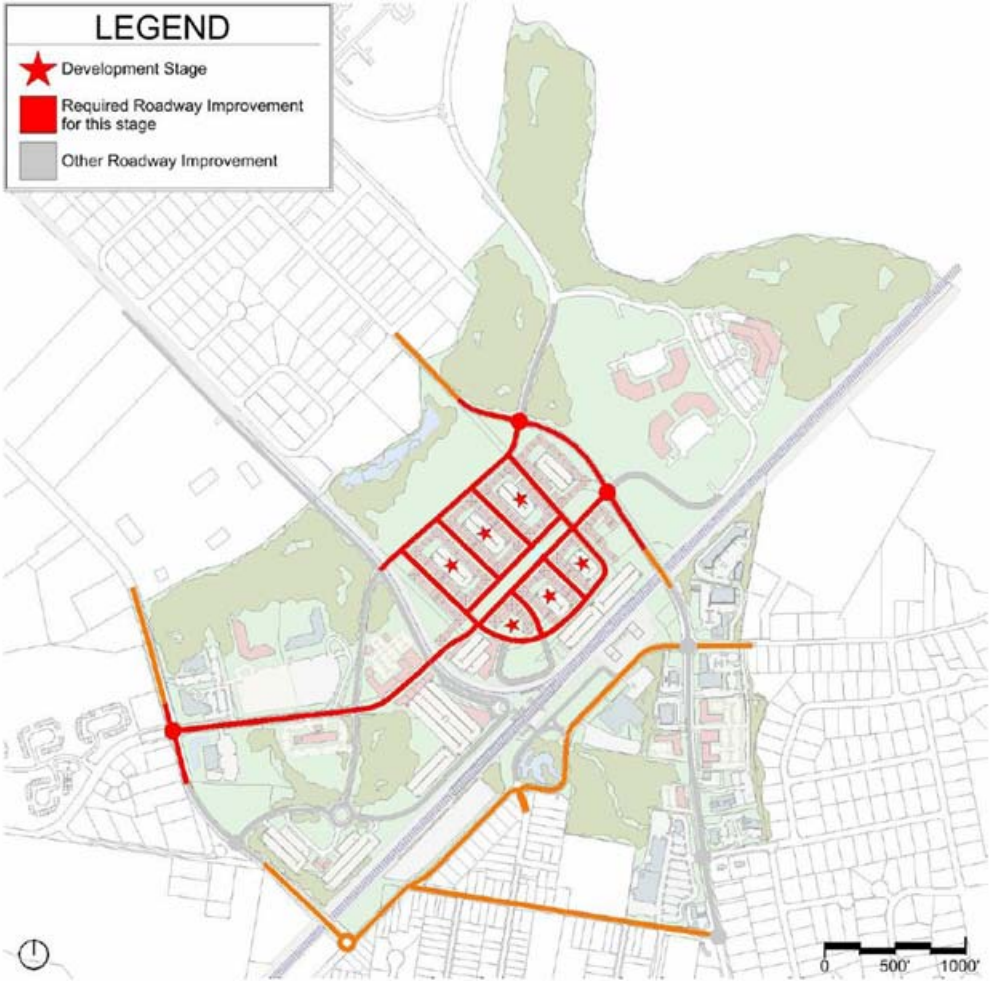 LEGEND
Development Stage
Required Roadway Improvement
for this stage
Other Roadway Improvement
0 500' 1000'